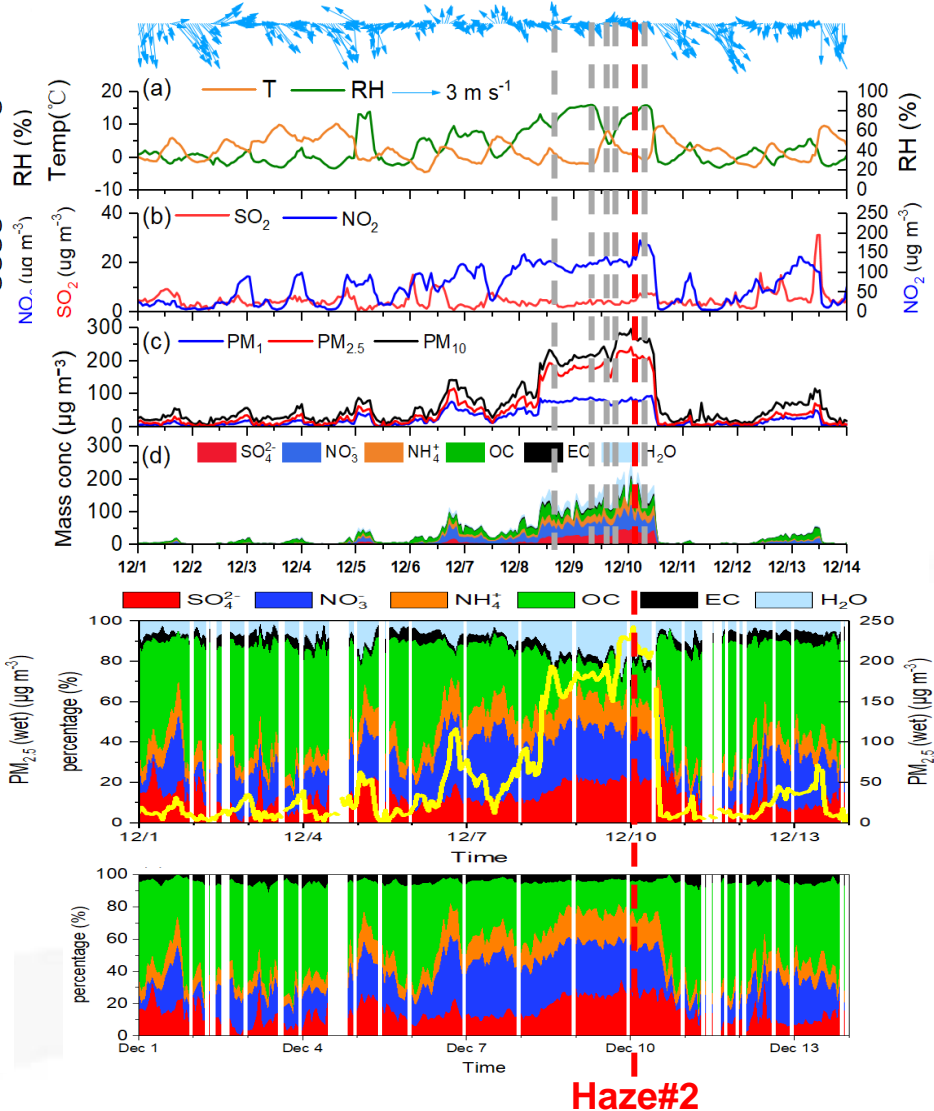 (a) T RH 3 m s⁻¹
RH (%)
Temp(℃)
20
10
0
-10
100
80
60
40
20
0
RH (%)
(b) SO₂ NO₂
NO₂ (ug m⁻³)
SO₂ (ug m⁻³)
40
20
0
250
200
150
100
50
0
NO₂ (ug m⁻³)
(c) PM₁ PM₂.₅ PM₁₀
300
200
100
0
Mass conc (µg m⁻³)
(d) SO₄²⁻ NO₃⁻ NH₄⁺ OC EC H₂O
300
200
100
0
12/1 12/2 12/3 12/4 12/5 12/6 12/7 12/8 12/9 12/10 12/11 12/12 12/13 12/14
SO₄²⁻ NO₃⁻ NH₄⁺ OC EC H₂O
PM₂.₅ (wet) (µg m⁻³)
percentage (%)
100
80
60
40
20
0
250
200
150
100
50
0
PM₂.₅ (wet) (µg m⁻³)
12/1 12/4 12/7 12/10 12/13
Time
percentage (%)
100
80
60
40
20
0
Dec 1 Dec 4 Dec 7 Dec 10 Dec 13
Time
Haze#2